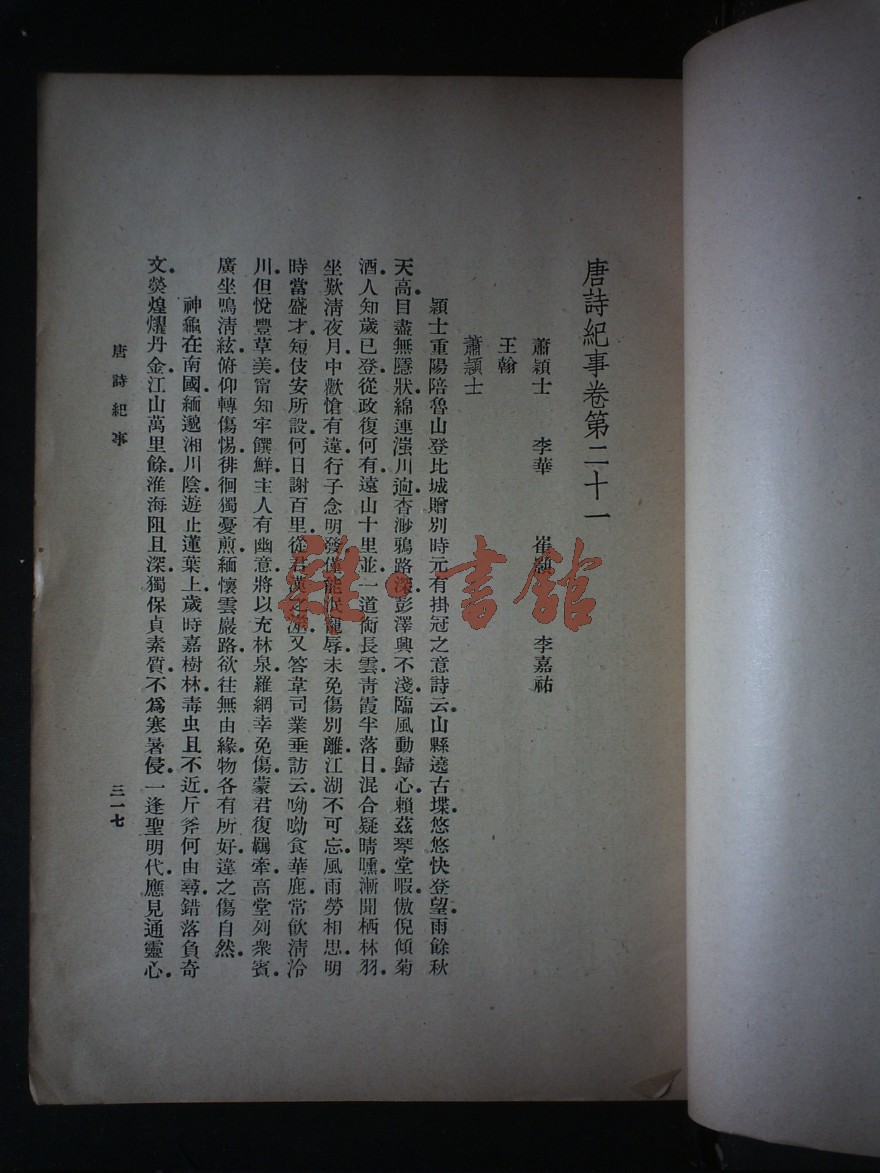 唐詩紀事卷第二十一
蕭穎士 李華 崔顥 李嘉祐
王翰
蕭穎士
穎士重陽陪魯山登比城贈別時元有掛冠之意詩云山縣遶古堞悠悠快登望雨餘秋
天高目盡無隱狀綿連滍川逈杳渺鴉路深彭澤興不淺臨風動歸心賴茲琴堂暇傲倪傾菊
酒人知歲已登從政復何有遠山十里並一道銜長雲青霞半落日混合疑晴曛漸聞栖林羽
坐歎清夜月中歡愴有違行子念明發僅能泯寵辱未免傷別離江湖不可忘風雨勞相思明
時當盛才短伎安所設何日謝百里從君漢之濱又答韋司業垂訪云呦呦食華鹿常飲清泠
川但悅豐草美甯知牢饌鮮主人有幽意將以充林泉羅網幸免傷蒙君復羈牽高堂列衆賓
廣坐鳴清絃俯仰轉傷惕徘徊獨憂煎緬懷雲巖路欲往無由緣物各有所好違之傷自然
神龜在南國緬邈湘川陰遊止蓮葉上歲時嘉樹林毒虫且不近斤斧何由尋錯落負奇
文熒煌燿丹金江山萬里餘淮海阻且深獨保貞素質不爲寒暑侵一逢聖明代應見通靈心
唐詩紀事
三一七
雜·書館